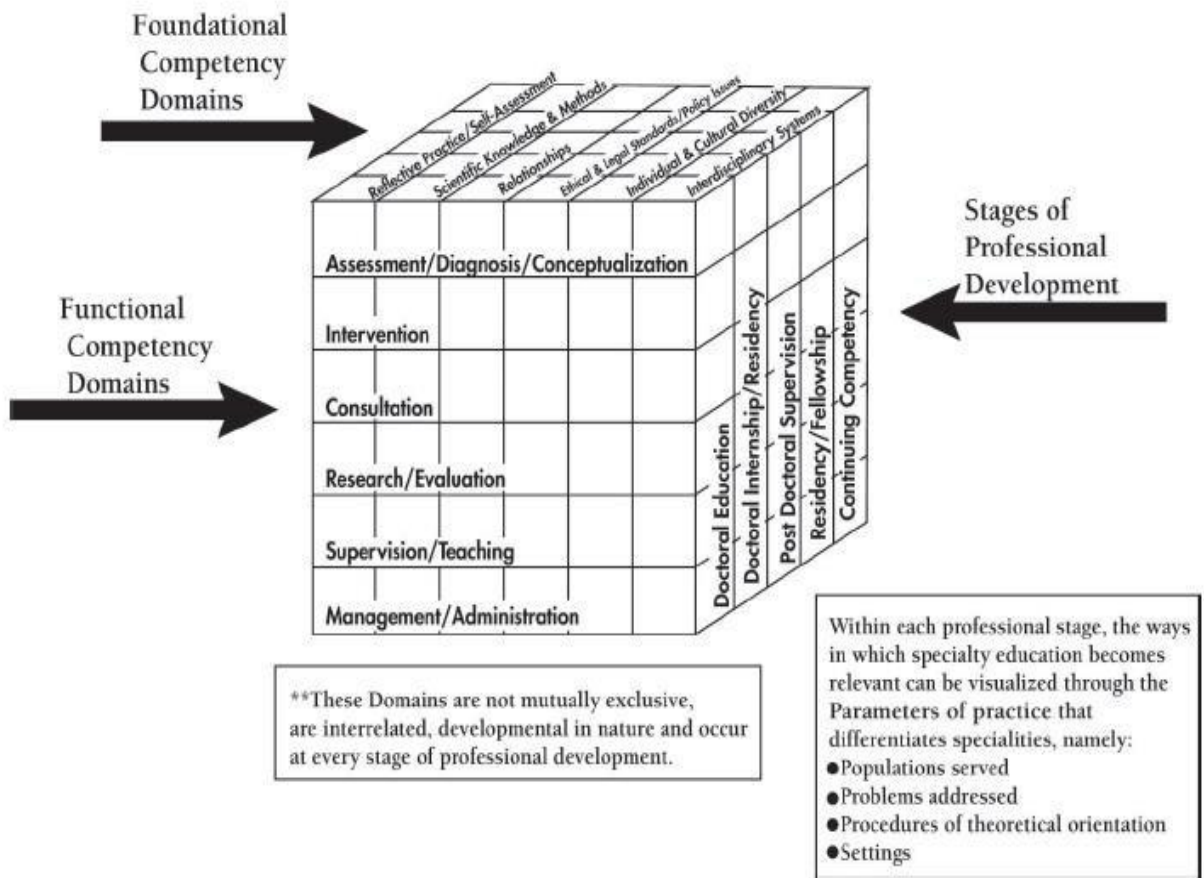 Foundational
Competency
Domains
Reflective Practice/Self-Assessment
Scientific Knowledge & Methods
Relationships
Ethical & Legal Standards/Policy Issues
Individual & Cultural Diversity
Interdisciplinary Systems
Functional
Competency
Domains
Assessment/Diagnosis/Conceptualization
Intervention
Consultation
Research/Evaluation
Supervision/Teaching
Management/Administration
Stages of
Professional
Development
Doctoral Education
Doctoral Internship/Residency
Post Doctoral Supervision
Residency/Fellowship
Continuing Competency
**These Domains are not mutually exclusive,
are interrelated, developmental in nature and occur
at every stage of professional development.
Within each professional stage, the ways
in which specialty education becomes
relevant can be visualized through the
Parameters of practice that
differentiates specialities, namely:
●Populations served
●Problems addressed
●Procedures of theoretical orientation
●Settings